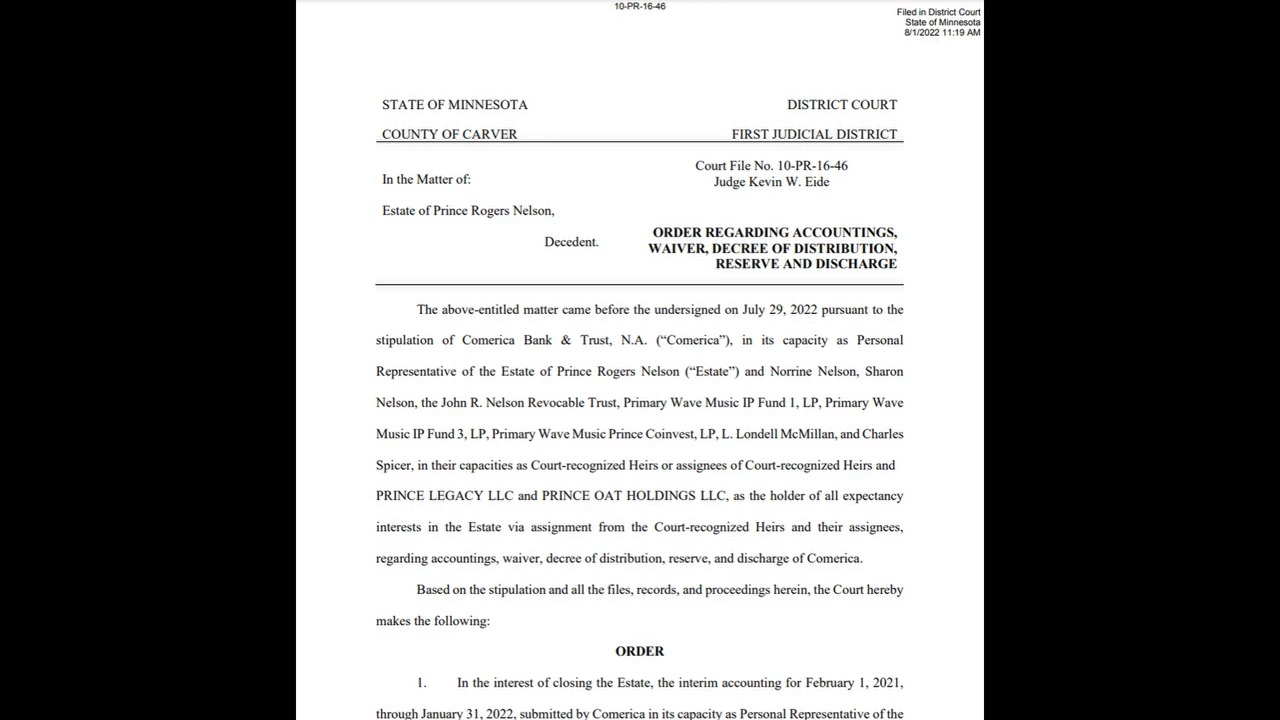 10-PR-16-46
Filed in District Court
State of Minnesota
8/1/2022 11:19 AM
STATE OF MINNESOTA
DISTRICT COURT
COUNTY OF CARVER
FIRST JUDICIAL DISTRICT
Court File No. 10-PR-16-46
Judge Kevin W. Eide
In the Matter of:
Estate of Prince Rogers Nelson,
Decedent.
ORDER REGARDING ACCOUNTINGS,
WAIVER, DECREE OF DISTRIBUTION,
RESERVE AND DISCHARGE
The above-entitled matter came before the undersigned on July 29, 2022 pursuant to the
stipulation of Comerica Bank & Trust, N.A. (“Comerica”), in its capacity as Personal
Representative of the Estate of Prince Rogers Nelson (“Estate”) and Norrine Nelson, Sharon
Nelson, the John R. Nelson Revocable Trust, Primary Wave Music IP Fund 1, LP, Primary Wave
Music IP Fund 3, LP, Primary Wave Music Prince Coinvest, LP, L. Londell McMillan, and Charles
Spicer, in their capacities as Court-recognized Heirs or assignees of Court-recognized Heirs and
PRINCE LEGACY LLC and PRINCE OAT HOLDINGS LLC, as the holder of all expectancy
interests in the Estate via assignment from the Court-recognized Heirs and their assignees,
regarding accountings, waiver, decree of distribution, reserve, and discharge of Comerica.
Based on the stipulation and all the files, records, and proceedings herein, the Court hereby
makes the following:
ORDER
1. In the interest of closing the Estate, the interim accounting for February 1, 2021,
through January 31, 2022, submitted by Comerica in its capacity as Personal Representative of the